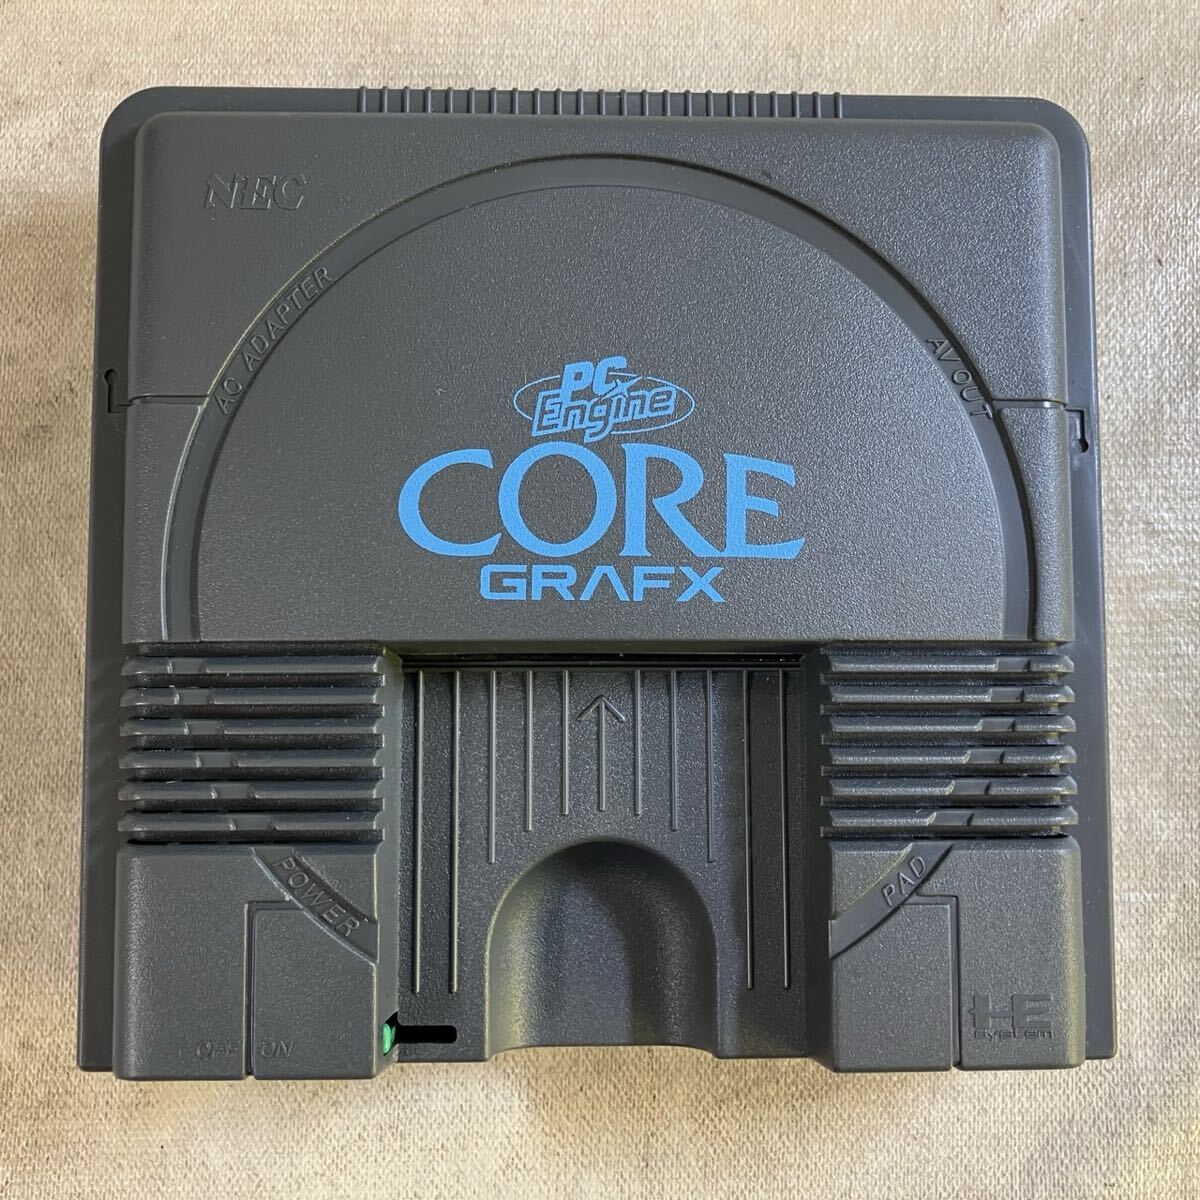 NEC
AC ADAPTER
AV OUT
PC
Engine
CORE
GRAFX
POWER
PAD
OFF ON
HE
System